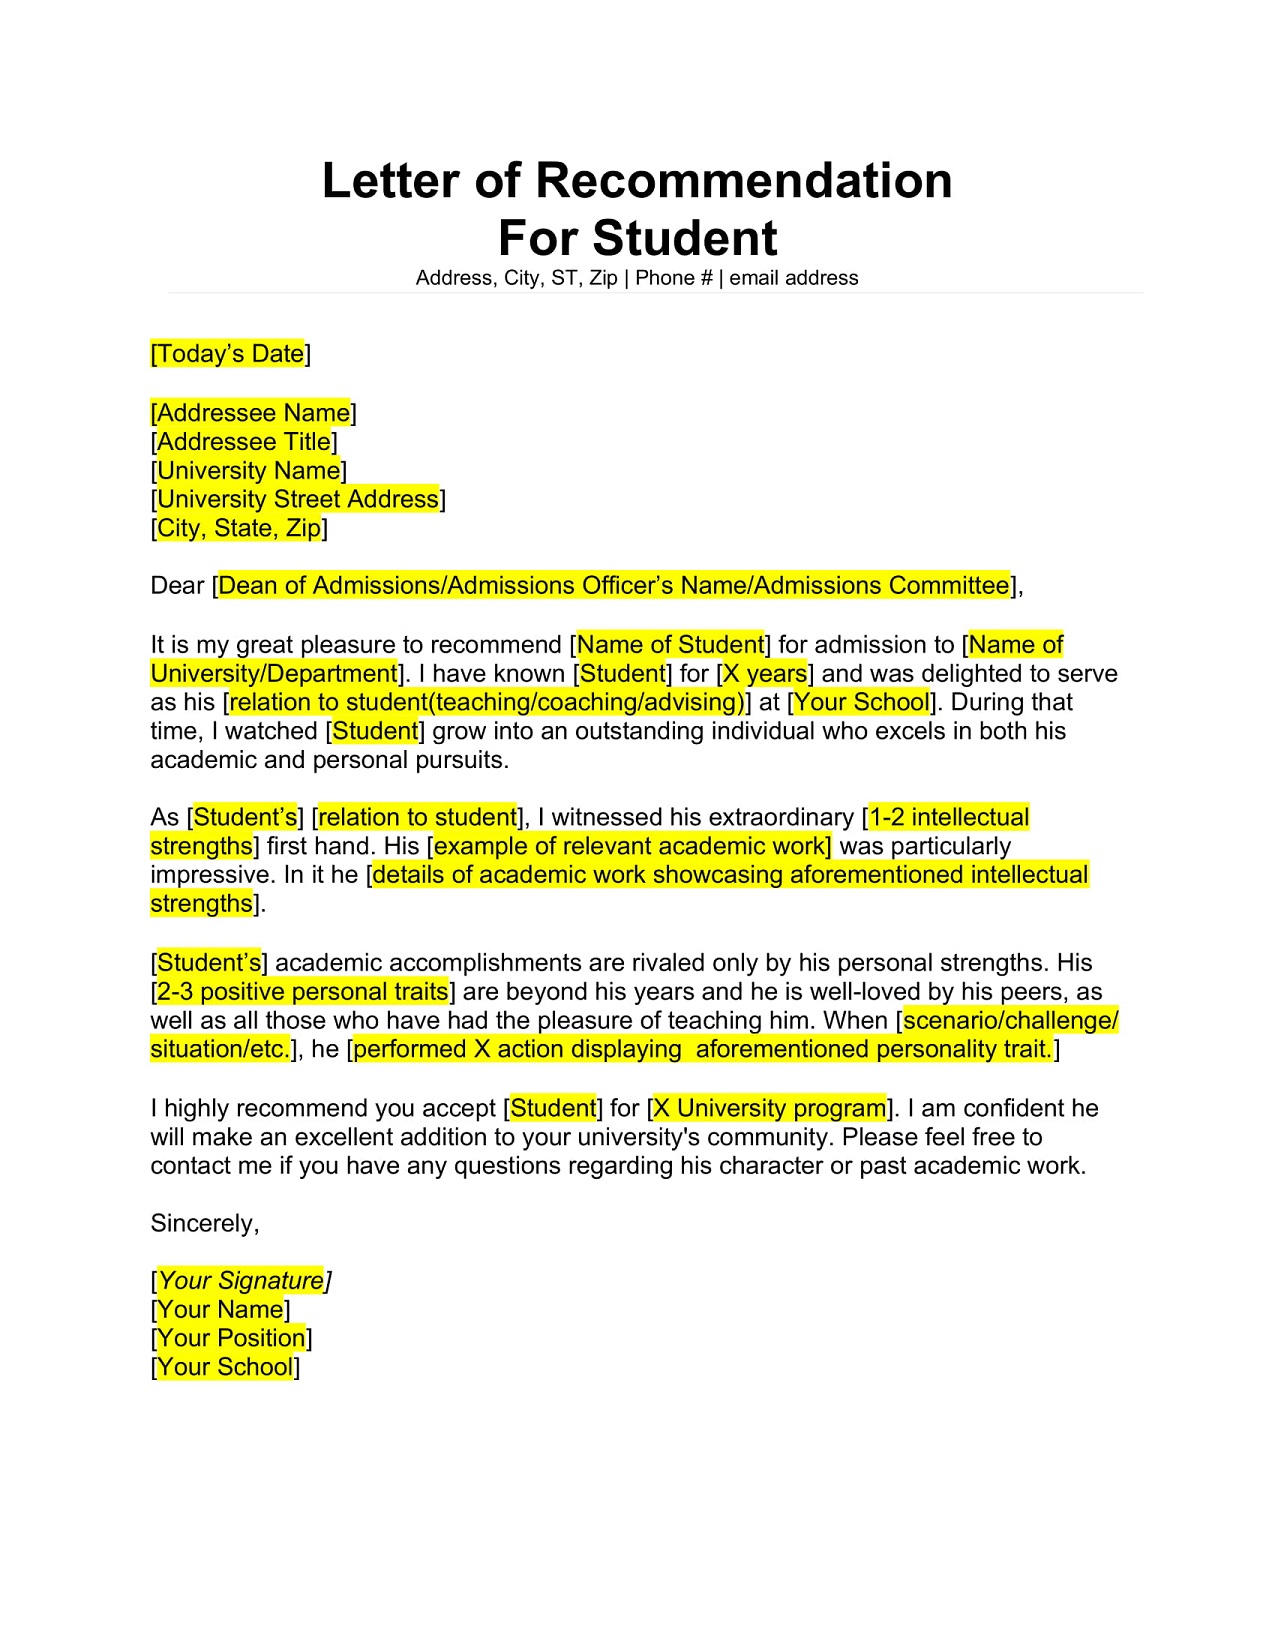 Letter of Recommendation
For Student
Address, City, ST, Zip | Phone # | email address
[Today’s Date]
[Addressee Name]
[Addressee Title]
[University Name]
[University Street Address]
[City, State, Zip]
Dear [Dean of Admissions/Admissions Officer’s Name/Admissions Committee],
It is my great pleasure to recommend [Name of Student] for admission to [Name of
University/Department]. I have known [Student] for [X years] and was delighted to serve
as his [relation to student(teaching/coaching/advising)] at [Your School]. During that
time, I watched [Student] grow into an outstanding individual who excels in both his
academic and personal pursuits.
As [Student’s] [relation to student], I witnessed his extraordinary [1-2 intellectual
strengths] first hand. His [example of relevant academic work] was particularly
impressive. In it he [details of academic work showcasing aforementioned intellectual
strengths].
[Student’s] academic accomplishments are rivaled only by his personal strengths. His
[2-3 positive personal traits] are beyond his years and he is well-loved by his peers, as
well as all those who have had the pleasure of teaching him. When [scenario/challenge/
situation/etc.], he [performed X action displaying  aforementioned personality trait.]
I highly recommend you accept [Student] for [X University program]. I am confident he
will make an excellent addition to your university's community. Please feel free to
contact me if you have any questions regarding his character or past academic work.
Sincerely,
[Your Signature]
[Your Name]
[Your Position]
[Your School]